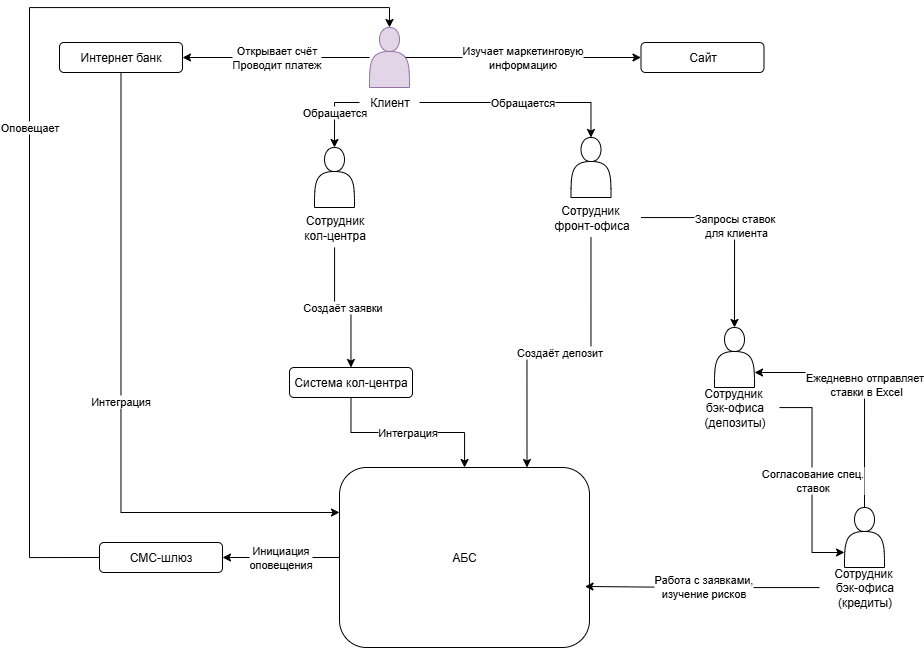 Интернет банк
Открывает счёт
Проводит платеж
Изучает маркетинговую
информацию
Сайт
Клиент
Обращается
Обращается
Оповещает
Сотрудник
кол-центра
Сотрудник
фронт-офиса
Запросы ставок
для клиента
Создаёт заявки
Создаёт депозит
Система кол-центра
Сотрудник
бэк-офиса
(депозиты)
Ежедневно отправляет
ставки в Excel
Интеграция
Интеграция
Согласование спец.
ставок
СМС-шлюз
Инициация
оповещения
АБС
Работа с заявками,
изучение рисков
Сотрудник
бэк-офиса
(кредиты)